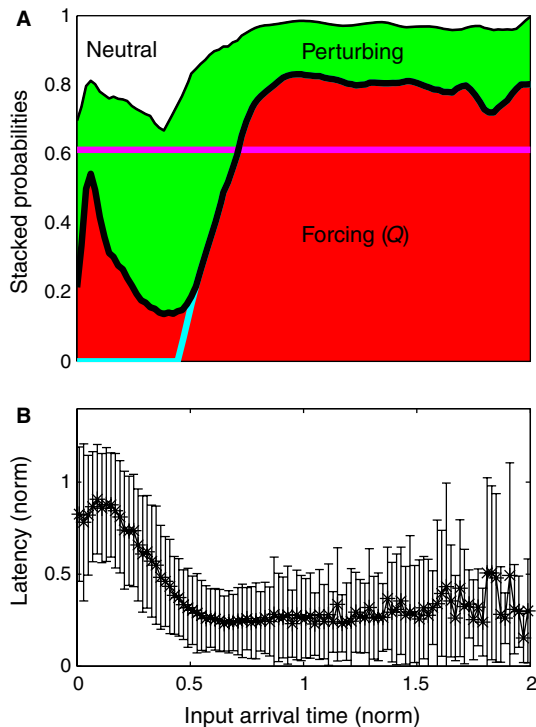 A
1
Neutral
Perturbing
0.8
0.6
Stacked probabilities
0.4
Forcing (Q)
0.2
0
B
1
Latency (norm)
0.5
0
0
0.5
1
1.5
2
Input arrival time (norm)